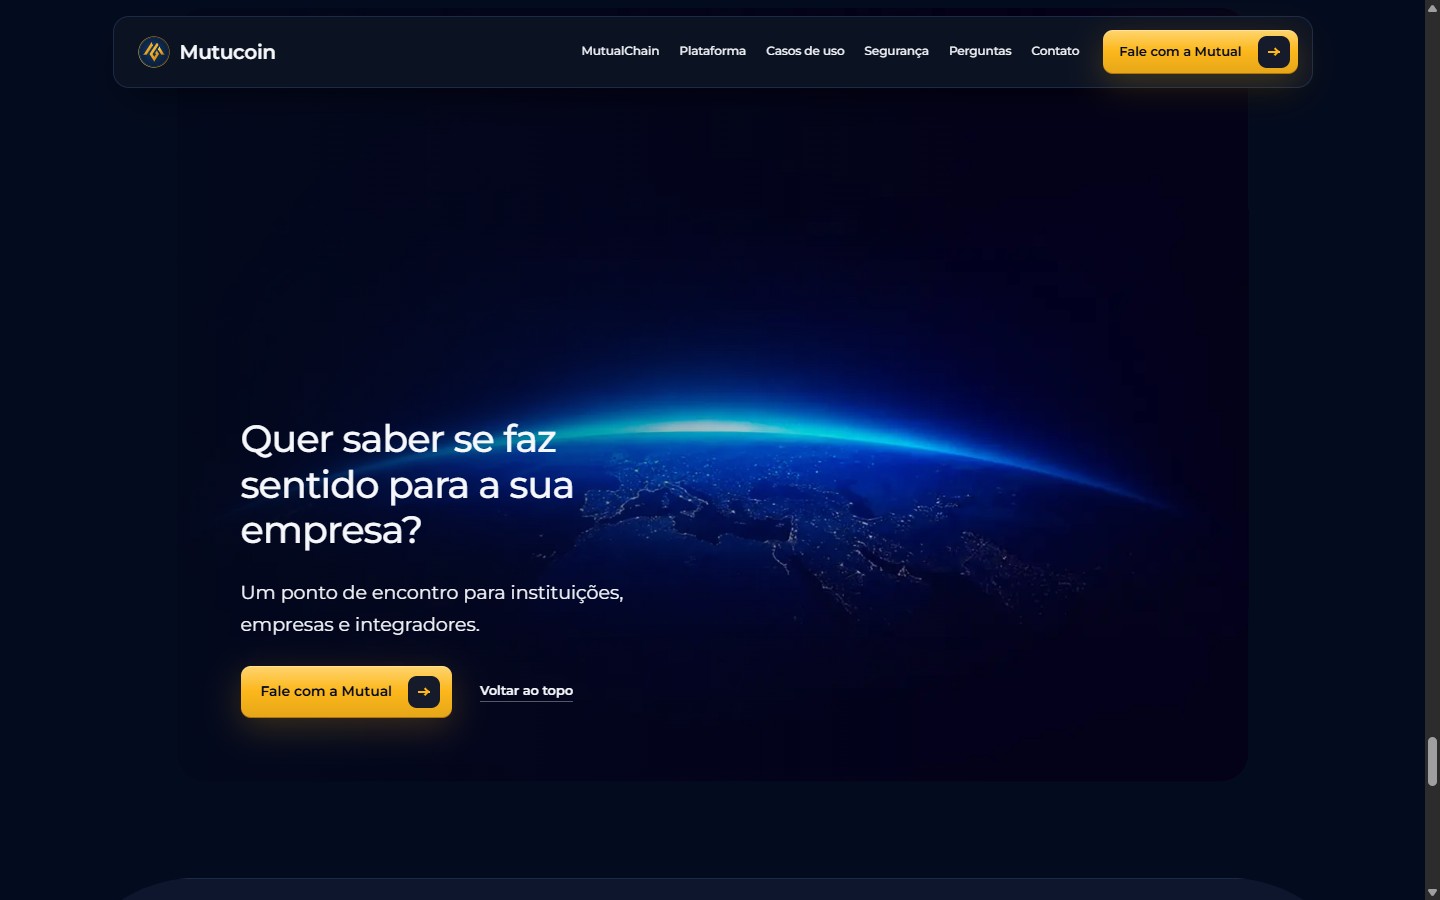 Mutucoin
MutualChain
Plataforma
Casos de uso
Segurança
Perguntas
Contato
Fale com a Mutual
Quer saber se faz
sentido para a sua
empresa?
Um ponto de encontro para instituições,
empresas e integradores.
Fale com a Mutual
Voltar ao topo